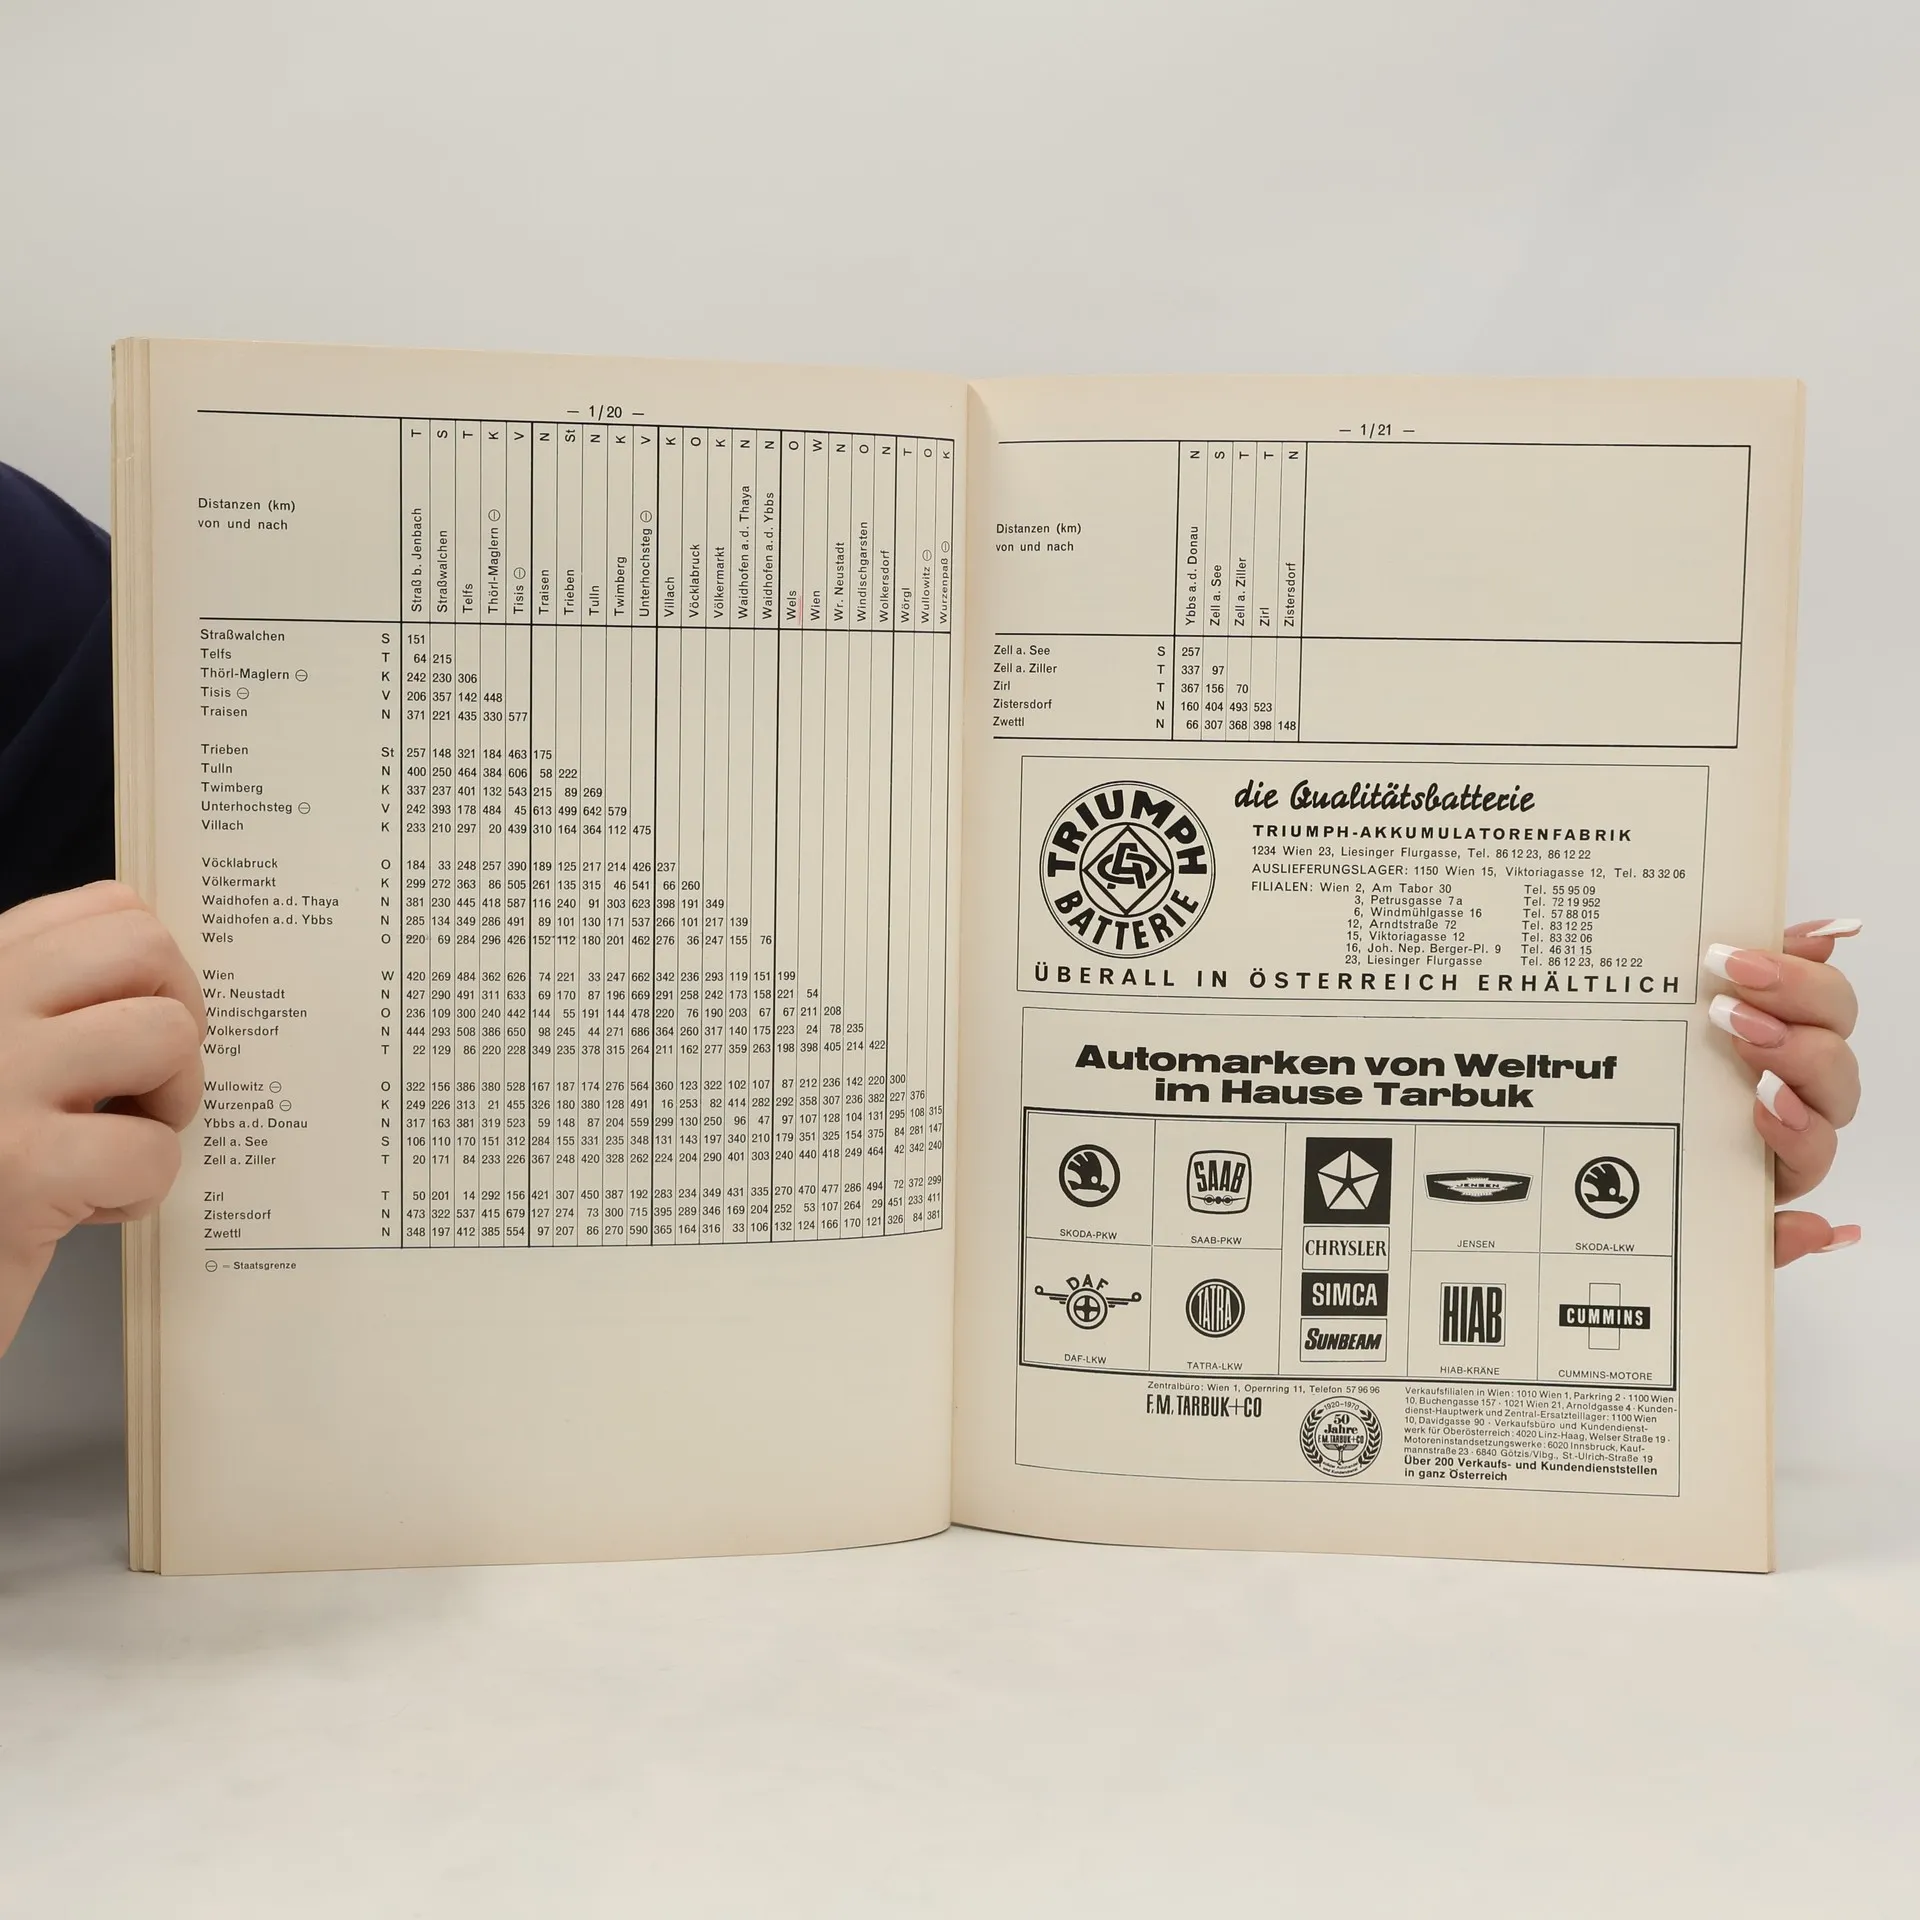 — 1/20 —
Distanzen (km)
von und nach
T S T K V N St N K V K O K N N O W N O N T O K
Straß b. Jenbach
Straßwalchen
Telfs
Thörl-Maglern ⊖
Tisis ⊖
Traisen
Trieben
Tulln
Twimberg
Unterhochsteg ⊖
Villach
Vöcklabruck
Völkermarkt
Waidhofen a.d. Thaya
Waidhofen a.d. Ybbs
Wels
Wien
Wr. Neustadt
Windischgarsten
Wolkersdorf
Wörgl
Wullowitz ⊖
Wurzenpaß ⊖
Straßwalchen S 151
Telfs T 64 215
Thörl-Maglern ⊖ K 242 230 306
Tisis ⊖ V 206 357 142 448
Traisen N 371 221 435 330 577
Trieben St 257 148 321 184 463 175
Tulln N 400 250 464 384 606 58 222
Twimberg K 337 237 401 132 543 215 89 269
Unterhochsteg ⊖ V 242 393 178 484 45 613 499 642 579
Villach K 233 210 297 20 439 310 164 364 112 475
Vöcklabruck O 184 33 248 257 390 189 125 217 214 426 237
Völkermarkt K 299 272 363 86 505 261 135 315 46 541 66 260
Waidhofen a.d. Thaya N 381 230 445 418 587 116 240 91 303 623 398 191 349
Waidhofen a.d. Ybbs N 285 134 349 286 491 89 101 130 171 537 266 101 217 139
Wels O 220 69 284 296 426 152 112 180 201 462 276 36 247 155 76
Wien W 420 269 484 362 626 74 221 33 247 662 342 236 293 119 151 199
Wr. Neustadt N 427 290 491 311 633 69 170 87 196 669 291 258 242 173 158 221 54
Windischgarsten O 236 109 300 240 442 144 55 191 144 478 220 76 190 203 67 67 211 208
Wolkersdorf N 444 293 508 386 650 98 245 44 271 686 364 260 317 140 175 223 24 78 235
Wörgl T 22 129 86 220 228 349 235 378 315 264 211 162 277 359 263 198 398 405 214 422
Wullowitz ⊖ O 322 156 386 380 528 167 187 174 276 564 360 123 322 102 107 87 212 236 142 220 300
Wurzenpaß ⊖ K 249 226 313 21 455 326 180 380 128 491 16 253 82 414 282 292 358 307 236 382 227 376
Ybbs a.d. Donau N 317 163 381 319 523 59 148 87 204 559 299 130 250 96 47 97 107 128 104 131 295 108 315
Zell a. See S 106 110 170 151 312 284 155 331 235 348 131 143 197 340 210 179 351 325 154 375 84 281 147
Zell a. Ziller T 20 171 84 233 226 367 248 420 328 262 224 204 290 401 303 240 440 418 249 464 42 342 240
Zirl T 50 201 14 292 156 421 307 450 387 192 283 234 349 431 335 270 470 477 286 494 72 372 299
Zistersdorf N 473 322 537 415 679 127 274 73 300 715 395 289 346 169 204 252 53 107 264 29 451 233 411
Zwettl N 348 197 412 385 554 97 207 86 270 590 365 164 316 33 106 132 124 166 170 121 326 84 381
⊖ = Staatsgrenze
— 1/21 —
Distanzen (km)
von und nach
N S T T N
Ybbs a.d. Donau
Zell a. See
Zell a. Ziller
Zirl
Zistersdorf
Zell a. See S 257
Zell a. Ziller T 337 97
Zirl T 367 156 70
Zistersdorf N 160 404 493 523
Zwettl N 66 307 368 398 148
TRIUMPH BATTERIE
die Qualitätsbatterie
TRIUMPH-AKKUMULATORENFABRIK
1234 Wien 23, Liesinger Flurgasse, Tel. 86 12 23, 86 12 22
AUSLIEFERUNGSLAGER: 1150 Wien 15, Viktoriagasse 12, Tel. 83 32 06
FILIALEN: Wien 2, Am Tabor 30 Tel. 55 95 09
3, Petrusgasse 7a Tel. 72 19 952
6, Windmühlgasse 16 Tel. 57 88 015
12, Arndtstraße 72 Tel. 83 12 25
15, Viktoriagasse 12 Tel. 83 32 06
16, Joh. Nep. Berger-Pl. 9 Tel. 46 31 15
23, Liesinger Flurgasse Tel. 86 12 23, 86 12 22
ÜBERALL IN ÖSTERREICH ERHÄLTLICH
Automarken von Weltruf
im Hause Tarbuk
SKODA-PKW
SAAB
SAAB-PKW
CHRYSLER
SIMCA
SUNBEAM
JENSEN
JENSEN
SKODA-LKW
DAF
DAF-LKW
TATRA
TATRA-LKW
HIAB
HIAB-KRÄNE
CUMMINS
CUMMINS-MOTORE
Zentralbüro: Wien 1, Opernring 11, Telefon 57 96 96
F.M. TARBUK+CO
1920-1970
50
Jahre
F.M. TARBUK+CO
Verkaufsfilialen in Wien: 1010 Wien 1, Parkring 2 · 1100 Wien
10, Buchengasse 157 · 1021 Wien 21, Arnoldgasse 4 · Kunden-
dienst-Hauptwerk und Zentral-Ersatzteillager: 1100 Wien
10, Davidgasse 90 · Verkaufsbüro und Kundendienst-
werk für Oberösterreich: 4020 Linz-Haag, Welser Straße 19 ·
Motoreninstandsetzungswerke: 6020 Innsbruck, Kauf-
mannstraße 23 · 6840 Götzis/Vlbg., St.-Ulrich-Straße 19
Über 200 Verkaufs- und Kundendienststellen
in ganz Österreich